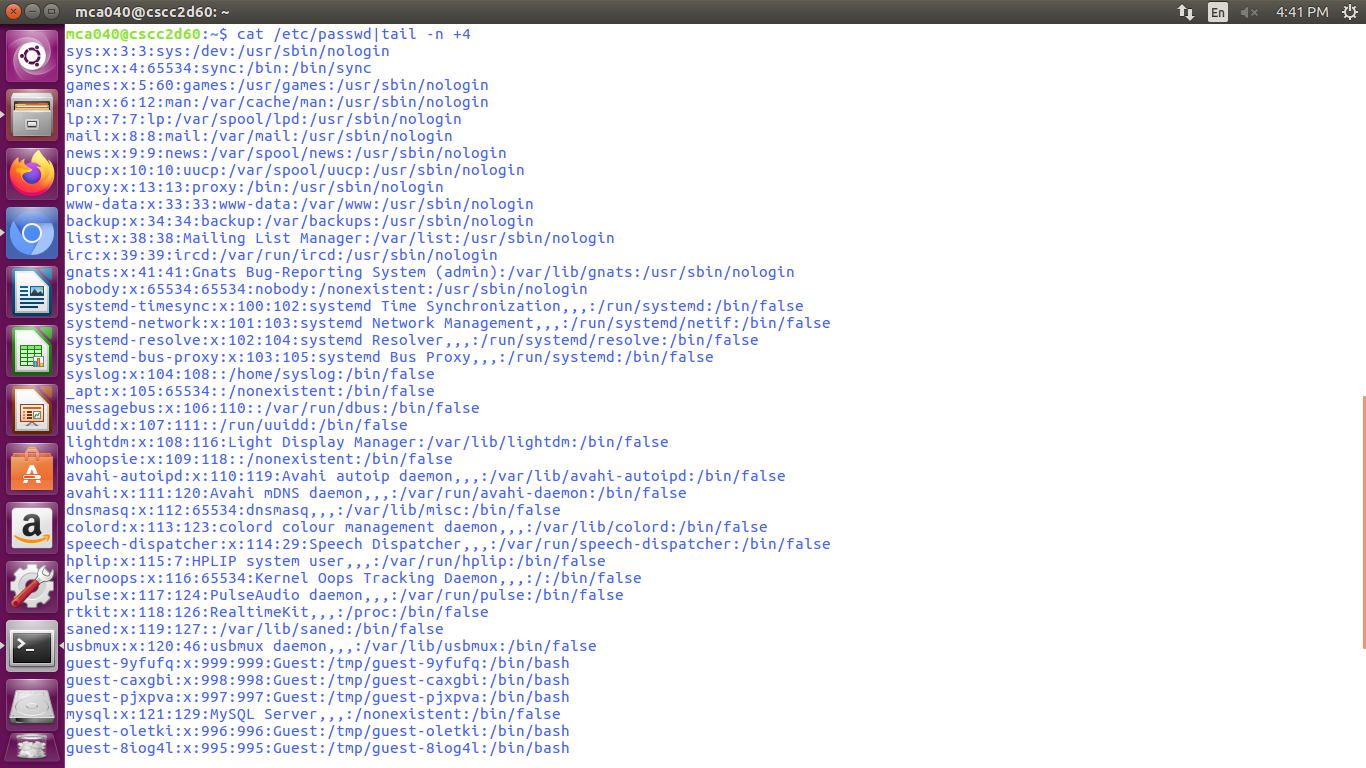 mca040@cscc2d60: ~
En
4:41 PM
mca040@cscc2d60:~$ cat /etc/passwd|tail -n +4
sys:x:3:3:sys:/dev:/usr/sbin/nologin
sync:x:4:65534:sync:/bin:/bin/sync
games:x:5:60:games:/usr/games:/usr/sbin/nologin
man:x:6:12:man:/var/cache/man:/usr/sbin/nologin
lp:x:7:7:lp:/var/spool/lpd:/usr/sbin/nologin
mail:x:8:8:mail:/var/mail:/usr/sbin/nologin
news:x:9:9:news:/var/spool/news:/usr/sbin/nologin
uucp:x:10:10:uucp:/var/spool/uucp:/usr/sbin/nologin
proxy:x:13:13:proxy:/bin:/usr/sbin/nologin
www-data:x:33:33:www-data:/var/www:/usr/sbin/nologin
backup:x:34:34:backup:/var/backups:/usr/sbin/nologin
list:x:38:38:Mailing List Manager:/var/list:/usr/sbin/nologin
irc:x:39:39:ircd:/var/run/ircd:/usr/sbin/nologin
gnats:x:41:41:Gnats Bug-Reporting System (admin):/var/lib/gnats:/usr/sbin/nologin
nobody:x:65534:65534:nobody:/nonexistent:/usr/sbin/nologin
systemd-timesync:x:100:102:systemd Time Synchronization,,,:/run/systemd:/bin/false
systemd-network:x:101:103:systemd Network Management,,,:/run/systemd/netif:/bin/false
systemd-resolve:x:102:104:systemd Resolver,,,:/run/systemd/resolve:/bin/false
systemd-bus-proxy:x:103:105:systemd Bus Proxy,,,:/run/systemd:/bin/false
syslog:x:104:108::/home/syslog:/bin/false
_apt:x:105:65534::/nonexistent:/bin/false
messagebus:x:106:110::/var/run/dbus:/bin/false
uuidd:x:107:111::/run/uuidd:/bin/false
lightdm:x:108:116:Light Display Manager:/var/lib/lightdm:/bin/false
whoopsie:x:109:118::/nonexistent:/bin/false
avahi-autoipd:x:110:119:Avahi autoip daemon,,,:/var/lib/avahi-autoipd:/bin/false
avahi:x:111:120:Avahi mDNS daemon,,,:/var/run/avahi-daemon:/bin/false
dnsmasq:x:112:65534:dnsmasq,,,:/var/lib/misc:/bin/false
colord:x:113:123:colord colour management daemon,,,:/var/lib/colord:/bin/false
speech-dispatcher:x:114:29:Speech Dispatcher,,,:/var/run/speech-dispatcher:/bin/false
hplip:x:115:7:HPLIP system user,,,:/var/run/hplip:/bin/false
kernoops:x:116:65534:Kernel Oops Tracking Daemon,,,:/:/bin/false
pulse:x:117:124:PulseAudio daemon,,,:/var/run/pulse:/bin/false
rtkit:x:118:126:RealtimeKit,,,:/proc:/bin/false
saned:x:119:127::/var/lib/saned:/bin/false
usbmux:x:120:46:usbmux daemon,,,:/var/lib/usbmux:/bin/false
guest-9yfufq:x:999:999:Guest:/tmp/guest-9yfufq:/bin/bash
guest-caxgbi:x:998:998:Guest:/tmp/guest-caxgbi:/bin/bash
guest-pjxpva:x:997:997:Guest:/tmp/guest-pjxpva:/bin/bash
mysql:x:121:129:MySQL Server,,,:/nonexistent:/bin/false
guest-oletki:x:996:996:Guest:/tmp/guest-oletki:/bin/bash
guest-8iog4l:x:995:995:Guest:/tmp/guest-8iog4l:/bin/bash